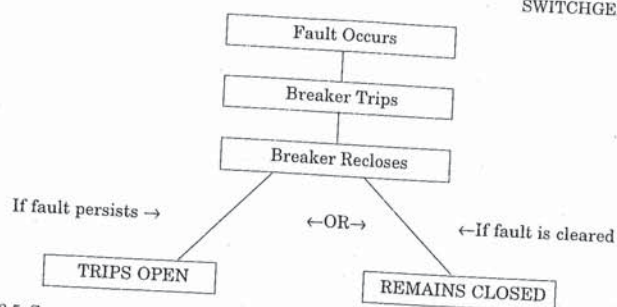 SWITCHGE
Fault Occurs
Breaker Trips
Breaker Recloses
If fault persists →
←OR→
←If fault is cleared
TRIPS OPEN
REMAINS CLOSED